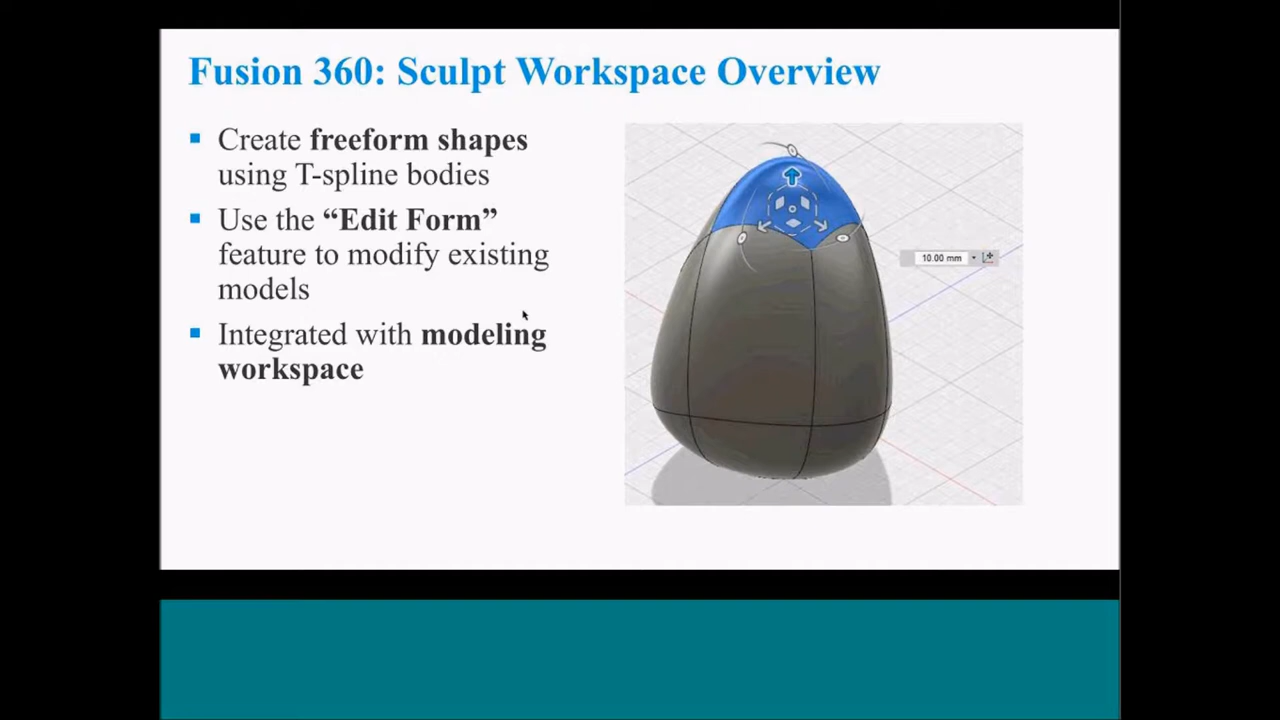 Fusion 360: Sculpt Workspace Overview
Create freeform shapes
using T-spline bodies
Use the “Edit Form”
feature to modify existing
models
Integrated with modeling
workspace
10.00 mm